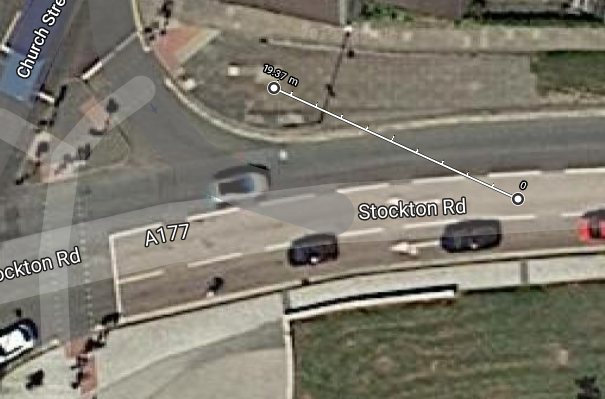 Church Stre
19.37 m
0
Stockton Rd
A177
ockton Rd